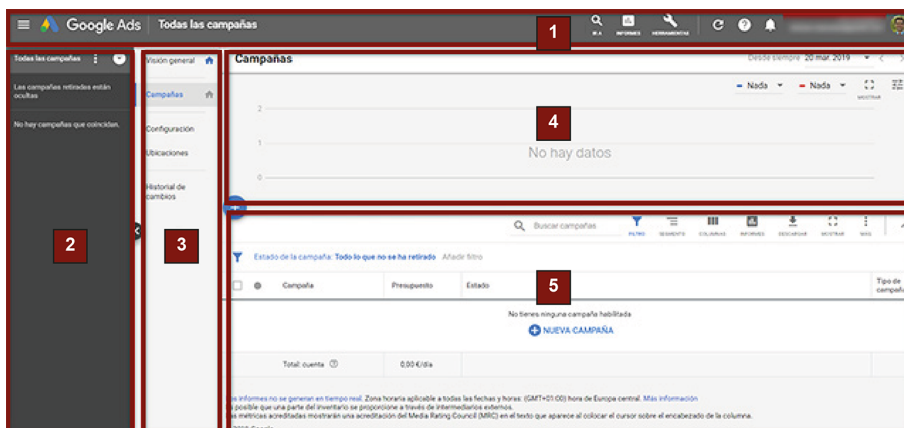 Google Ads
Todas las campañas
1
IR A
INFORMES
HERRAMIENTAS
Todas las campañas
Las campañas retiradas están
ocultas
No hay campañas que coincidan.
2
Visión general
Campañas
Configuración
Ubicaciones
Historial de
cambios
3
Campañas
Desde siempre 20 mar. 2019
Nada
Nada
MOSTRAR
2
1
0
4
No hay datos
Buscar campañas
FILTRO
SEGMENTO
COLUMNAS
INFORMES
DESCARGAR
MOSTRAR
MÁS
Estado de la campaña: Todo lo que no se ha retirado Añadir filtro
5
Campaña
Presupuesto
Estado
Tipo de
campaña
No tienes ninguna campaña habilitada
NUEVA CAMPAÑA
Total: cuenta
0,00 €/día
informes no se generan en tiempo real. Zona horaria aplicable a todas las fechas y horas: (GMT+01:00) hora de Europa central. Más información
posible que una parte del inventario se proporcione a través de intermediarios externos.
métricas acreditadas mostrarán una acreditación del Media Rating Council (MRC) en el texto que aparece al colocar el cursor sobre el encabezado de la columna.